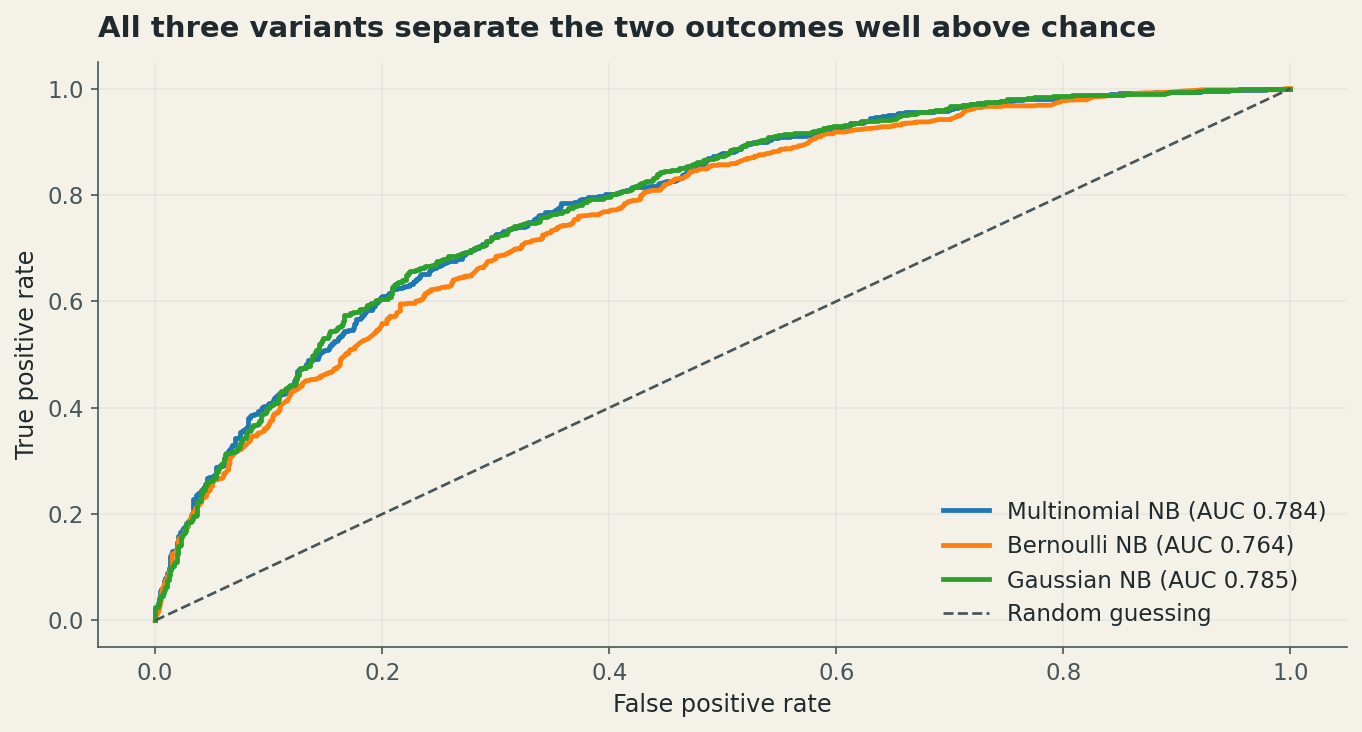 All three variants separate the two outcomes well above chance
True positive rate
1.0
0.8
0.6
0.4
0.2
0.0
0.0 0.2 0.4 0.6 0.8 1.0
False positive rate
Multinomial NB (AUC 0.784)
Bernoulli NB (AUC 0.764)
Gaussian NB (AUC 0.785)
Random guessing